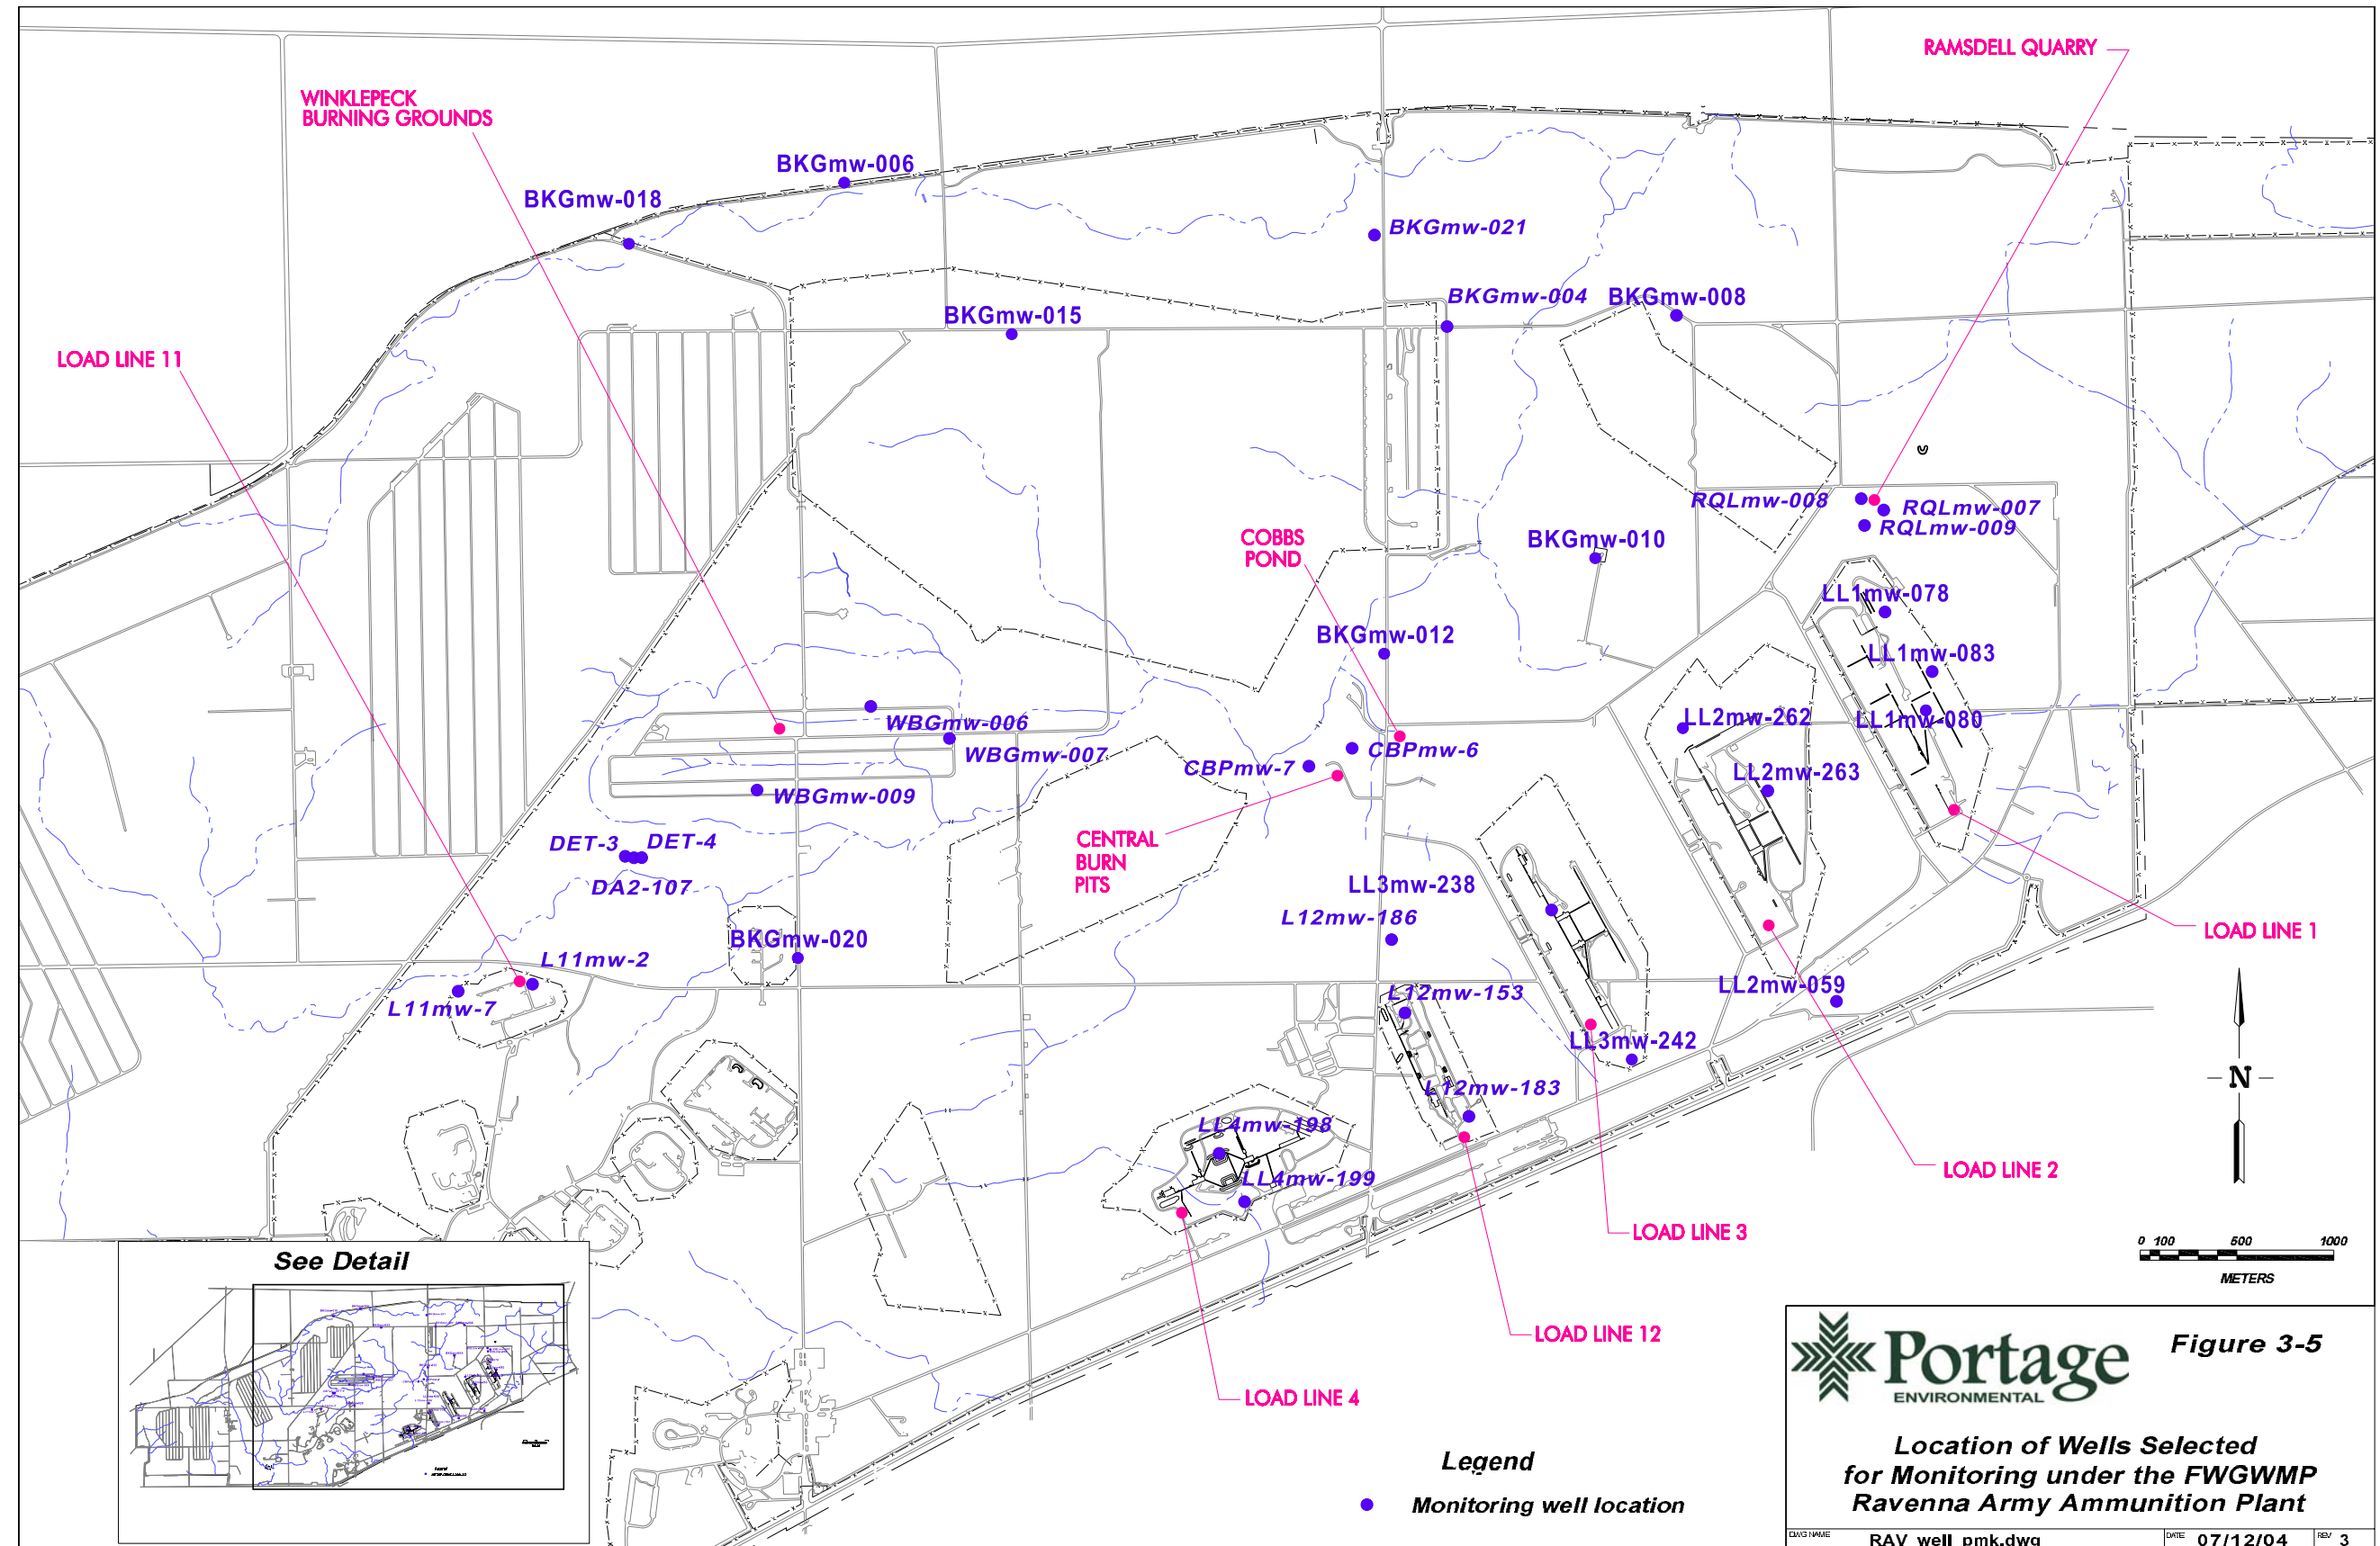 RAMSDELL QUARRY
WINKLEPECK
BURNING GROUNDS
BKGmw-006
BKGmw-018
BKGmw-021
BKGmw-004
BKGmw-008
BKGmw-015
LOAD LINE 11
RQLmw-008
RQLmw-007
RQLmw-009
COBBS
POND
BKGmw-010
LL1mw-078
BKGmw-012
LL1mw-083
WBGmw-006
LL2mw-262
LL1mw-080
WBGmw-007
CBPmw-6
CBPmw-7
LL2mw-263
WBGmw-009
DET-3
DET-4
CENTRAL
BURN
PITS
DA2-107
LL3mw-238
L12mw-186
LOAD LINE 1
BKGmw-020
L11mw-2
L11mw-7
L12mw-153
LL2mw-059
LL3mw-242
N
L12mw-183
LL4mw-198
LOAD LINE 2
LL4mw-199
LOAD LINE 3
0 100 500 1000
METERS
See Detail
LOAD LINE 12
LOAD LINE 4
Legend
Monitoring well location
Portage
ENVIRONMENTAL
Figure 3-5
Location of Wells Selected
for Monitoring under the FWGWMP
Ravenna Army Ammunition Plant
DWG NAME RAV_well_pmk.dwg
DATE 07/12/04
REV 3